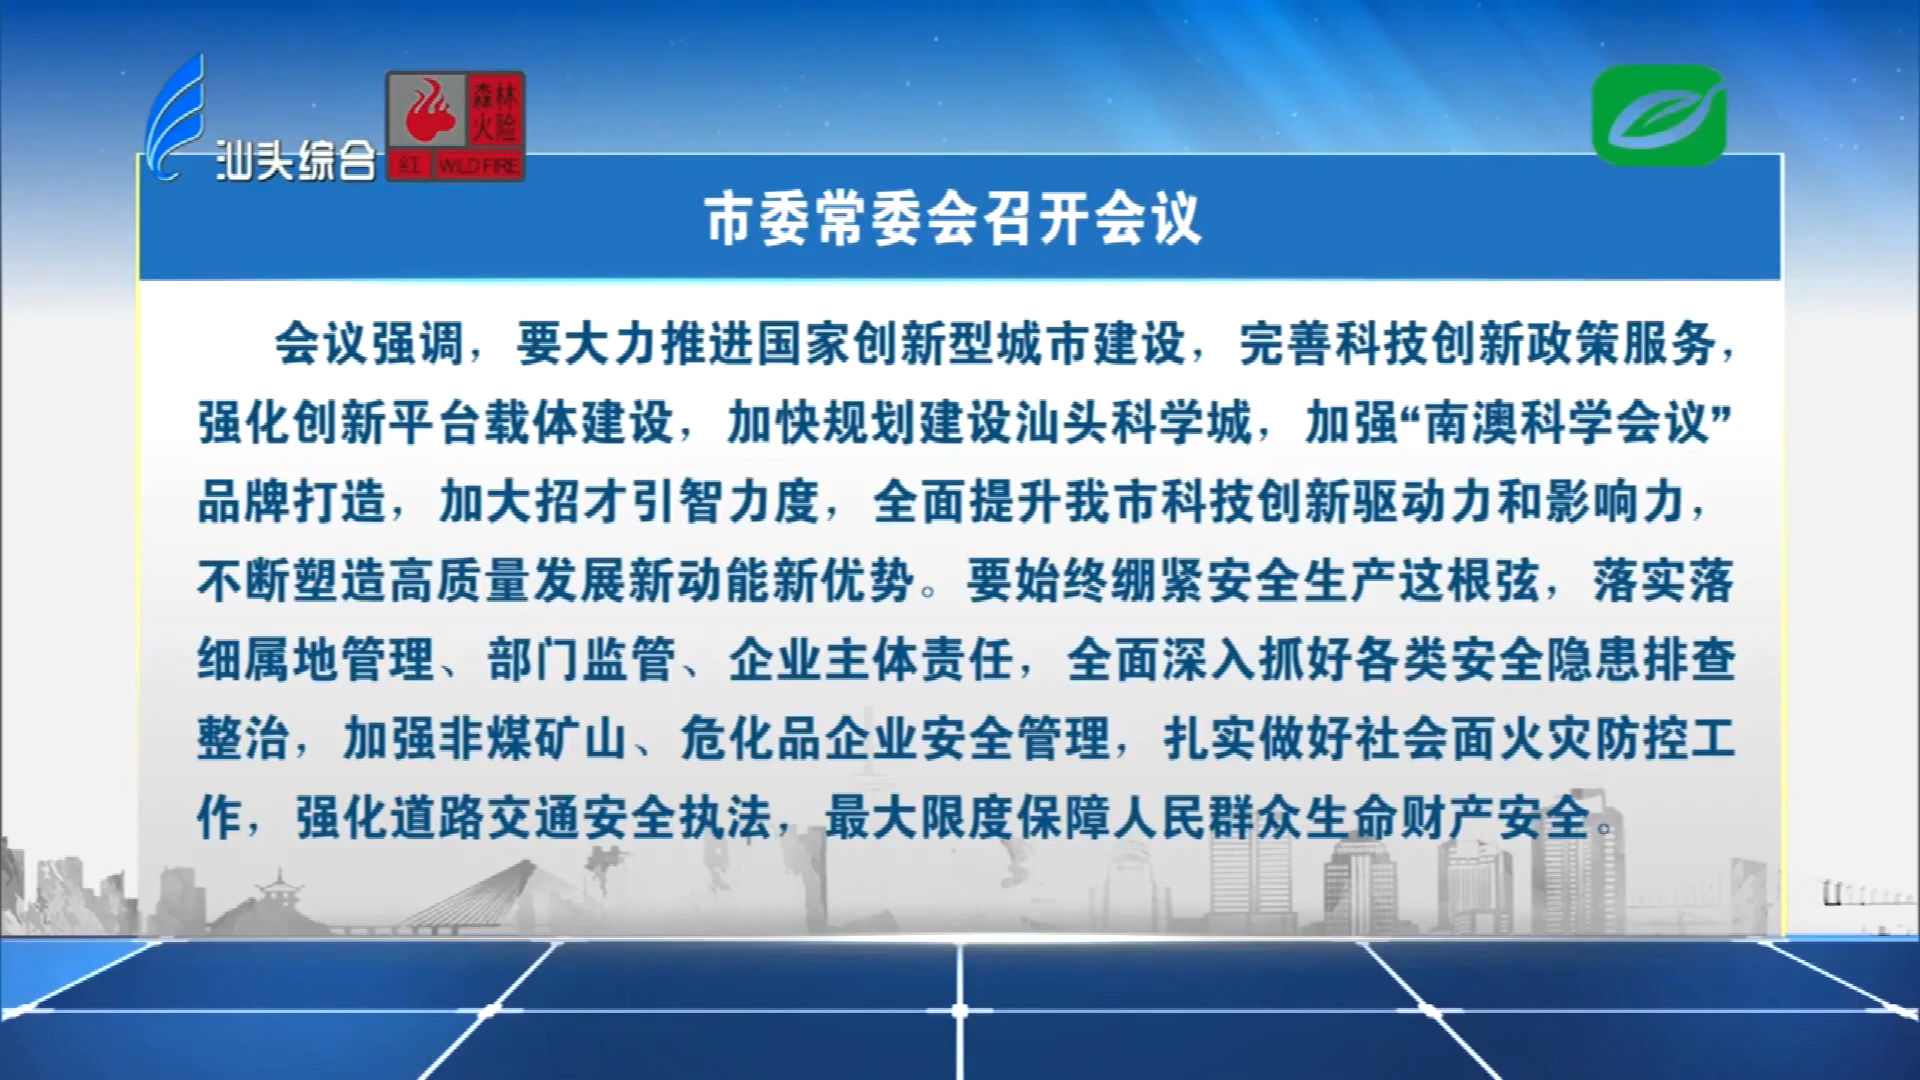 汕头综合
森林
火险
红 WILD FIRE
市委常委会召开会议
会议强调，要大力推进国家创新型城市建设，完善科技创新政策服务，
强化创新平台载体建设，加快规划建设汕头科学城，加强“南澳科学会议”
品牌打造，加大招才引智力度，全面提升我市科技创新驱动力和影响力，
不断塑造高质量发展新动能新优势。要始终绷紧安全生产这根弦，落实落
细属地管理、部门监管、企业主体责任，全面深入抓好各类安全隐患排查
整治，加强非煤矿山、危化品企业安全管理，扎实做好社会面火灾防控工
作，强化道路交通安全执法，最大限度保障人民群众生命财产安全。